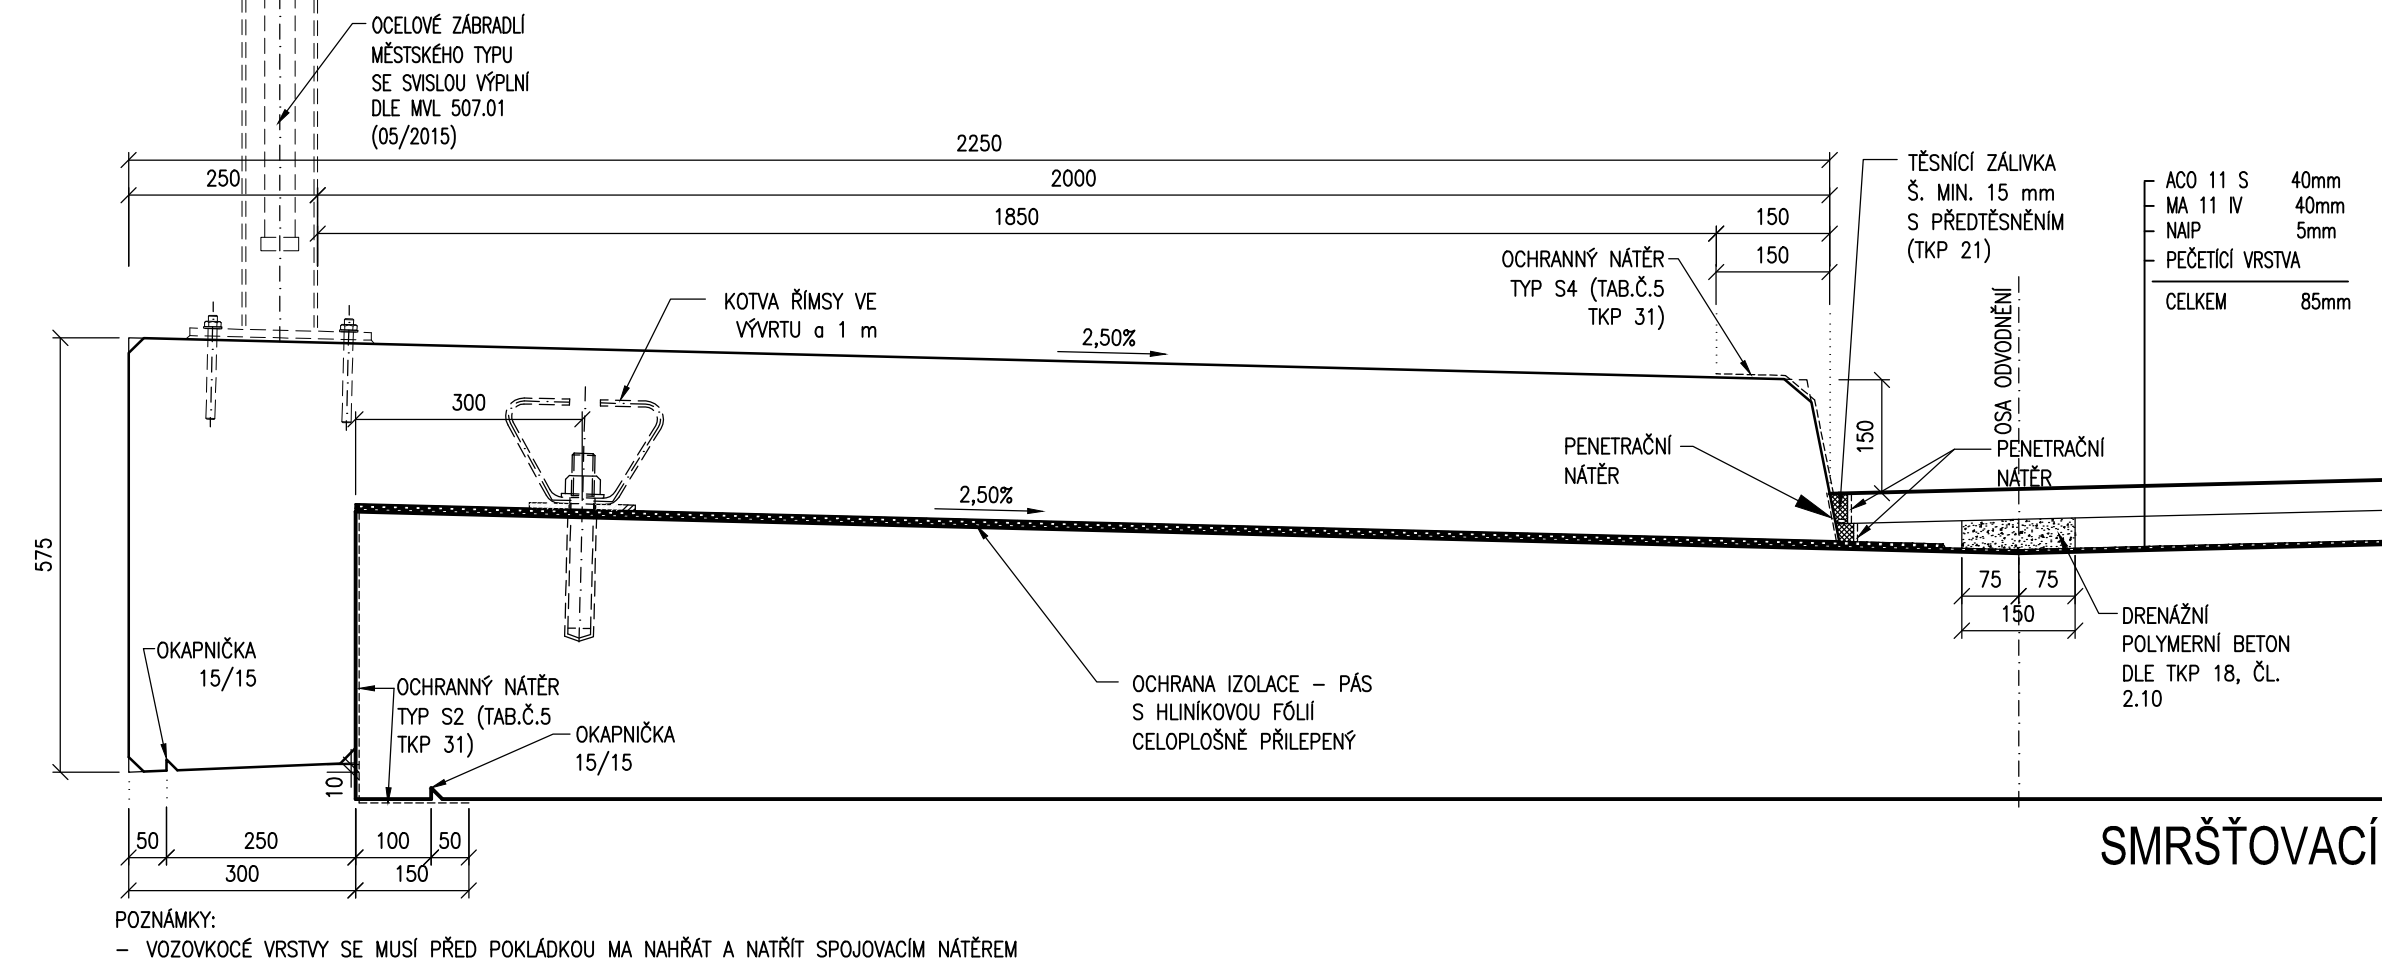 OCELOVÉ ZÁBRADLÍ
MĚSTSKÉHO TYPU
SE SVISLOU VÝPLNÍ
DLE MVL 507.01
(05/2015)
2250
250
2000
1850
150
150
TĚSNÍCÍ ZÁLIVKA
Š. MIN. 15 mm
S PŘEDTĚSNĚNÍM
(TKP 21)
ACO 11 S 40mm
MA 11 IV 40mm
NAIP 5mm
PEČETÍCÍ VRSTVA
CELKEM 85mm
OCHRANNÝ NÁTĚR
TYP S4 (TAB.Č.5
TKP 31)
KOTVA ŘÍMSY VE
VÝVRTU a 1 m
2,50%
OSA ODVODNĚNÍ
300
150
PENETRAČNÍ
NÁTĚR
PENETRAČNÍ
NÁTĚR
2,50%
575
75
75
150
DRENÁŽNÍ
POLYMERNÍ BETON
DLE TKP 18, ČL.
2.10
OKAPNIČKA
15/15
OCHRANNÝ NÁTĚR
TYP S2 (TAB.Č.5
TKP 31)
OKAPNIČKA
15/15
OCHRANA IZOLACE – PÁS
S HLINÍKOVOU FÓLIÍ
CELOPLOŠNĚ PŘILEPENÝ
10
50
250
100
50
300
150
SMRŠŤOVACÍ
POZNÁMKY:
– VOZOVKOCÉ VRSTVY SE MUSÍ PŘED POKLÁDKOU MA NAHŘÁT A NATŘÍT SPOJOVACÍM NÁTĚREM